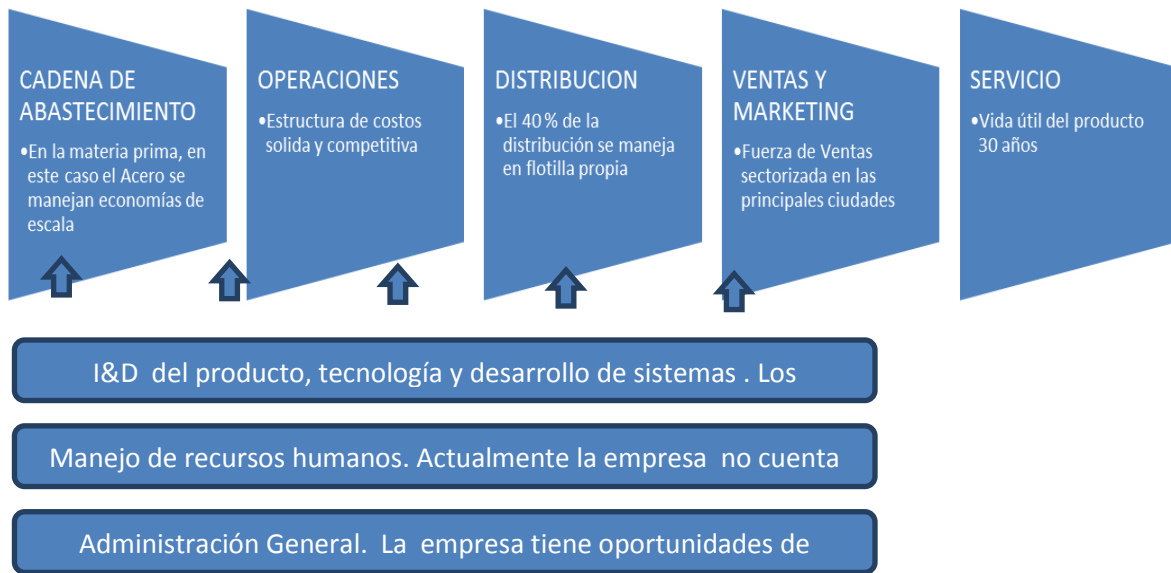 CADENA DE
ABASTECIMIENTO
•En la materia prima, en
este caso el Acero se
manejan economías de
escala
OPERACIONES
•Estructura de costos
solida y competitiva
DISTRIBUCION
•El 40 % de la
distribución se maneja
en flotilla propia
VENTAS Y
MARKETING
•Fuerza de Ventas
sectorizada en las
principales ciudades
SERVICIO
•Vida útil del producto
30 años
I&D del producto, tecnología y desarrollo de sistemas . Los
Manejo de recursos humanos. Actualmente la empresa no cuenta
Administración General. La empresa tiene oportunidades de